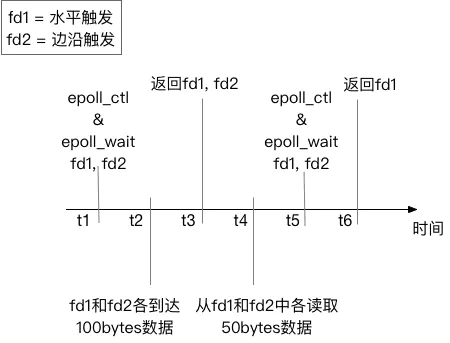 fd1 = 水平触发
fd2 = 边沿触发
返回fd1, fd2
返回fd1
epoll_ctl
&
epoll_wait
fd1, fd2
epoll_ctl
&
epoll_wait
fd1, fd2
t1
t2
t3
t4
t5
t6
时间
fd1和fd2各到达
100bytes数据
从fd1和fd2中各读取
50bytes数据